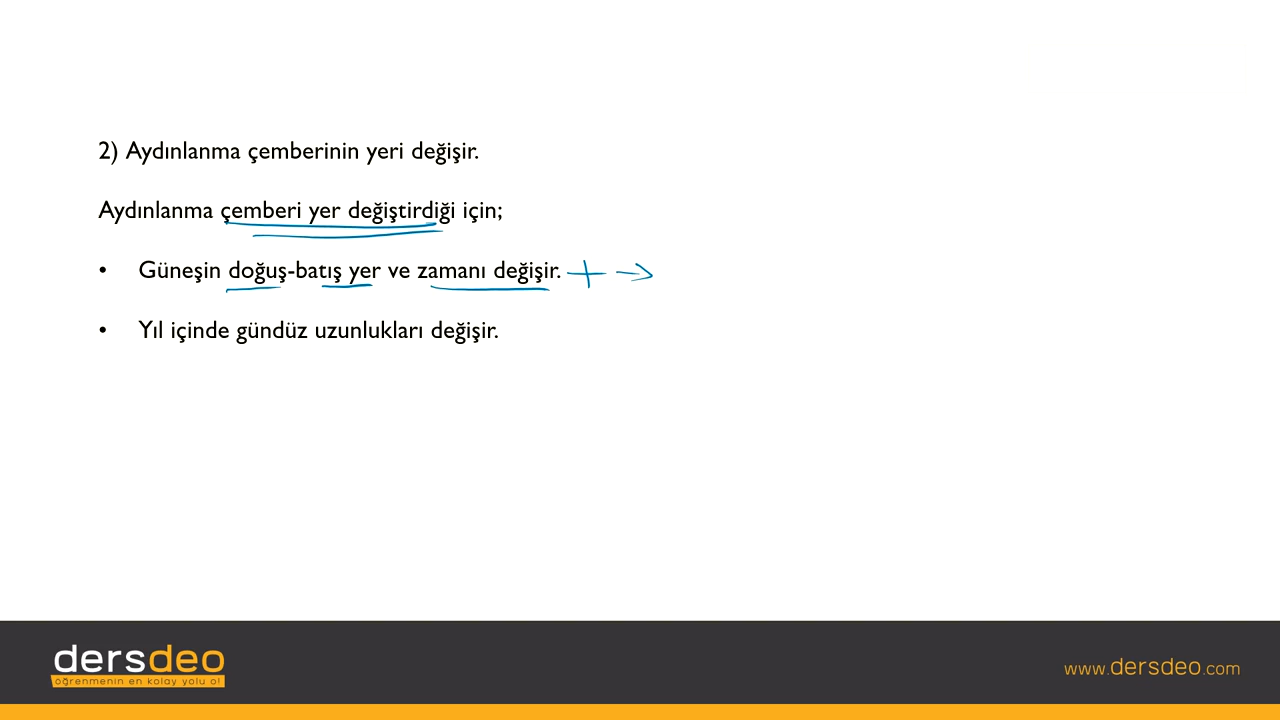 2) Aydınlanma çemberinin yeri değişir.
Aydınlanma çemberi yer değiştirdiği için;
• Güneşin doğuş-batış yer ve zamanı değişir. + →
• Yıl içinde gündüz uzunlukları değişir.
dersdeo
öğrenmenin en kolay yolu o!
www.dersdeo.com